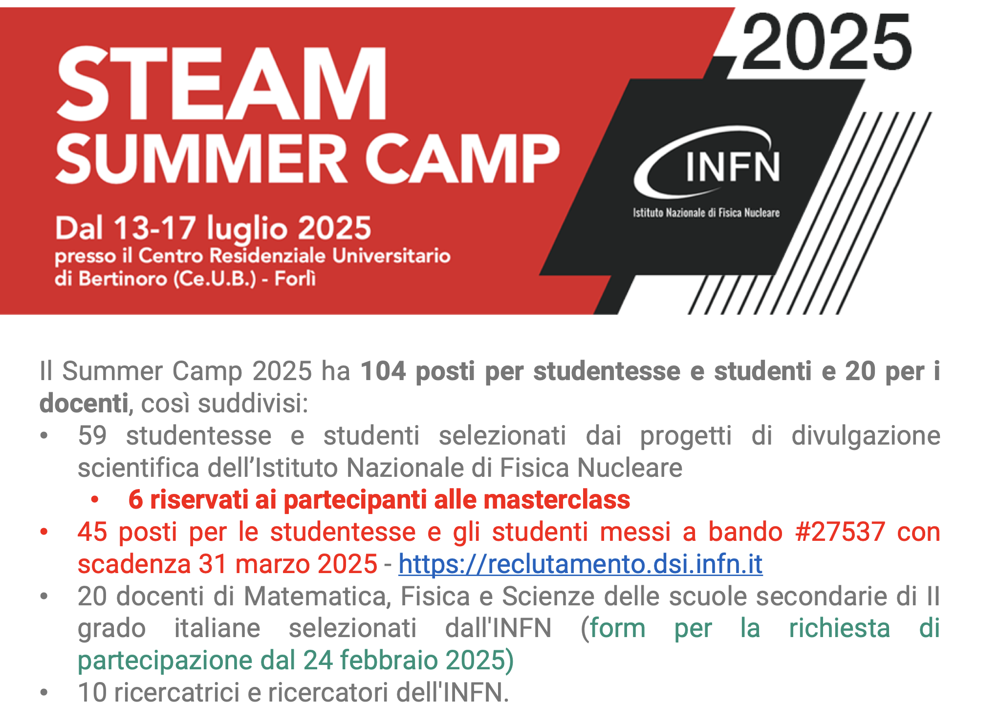 2025
STEAM
SUMMER CAMP
Dal 13-17 luglio 2025
presso il Centro Residenziale Universitario
di Bertinoro (Ce.U.B.) - Forlì
INFN
Istituto Nazionale di Fisica Nucleare
Il Summer Camp 2025 ha 104 posti per studentesse e studenti e 20 per i
docenti, così suddivisi:
• 59 studentesse e studenti selezionati dai progetti di divulgazione
scientifica dell’Istituto Nazionale di Fisica Nucleare
• 6 riservati ai partecipanti alle masterclass
• 45 posti per le studentesse e gli studenti messi a bando #27537 con
scadenza 31 marzo 2025 - https://reclutamento.dsi.infn.it
• 20 docenti di Matematica, Fisica e Scienze delle scuole secondarie di II
grado italiane selezionati dall'INFN (form per la richiesta di
partecipazione dal 24 febbraio 2025)
• 10 ricercatrici e ricercatori dell'INFN.